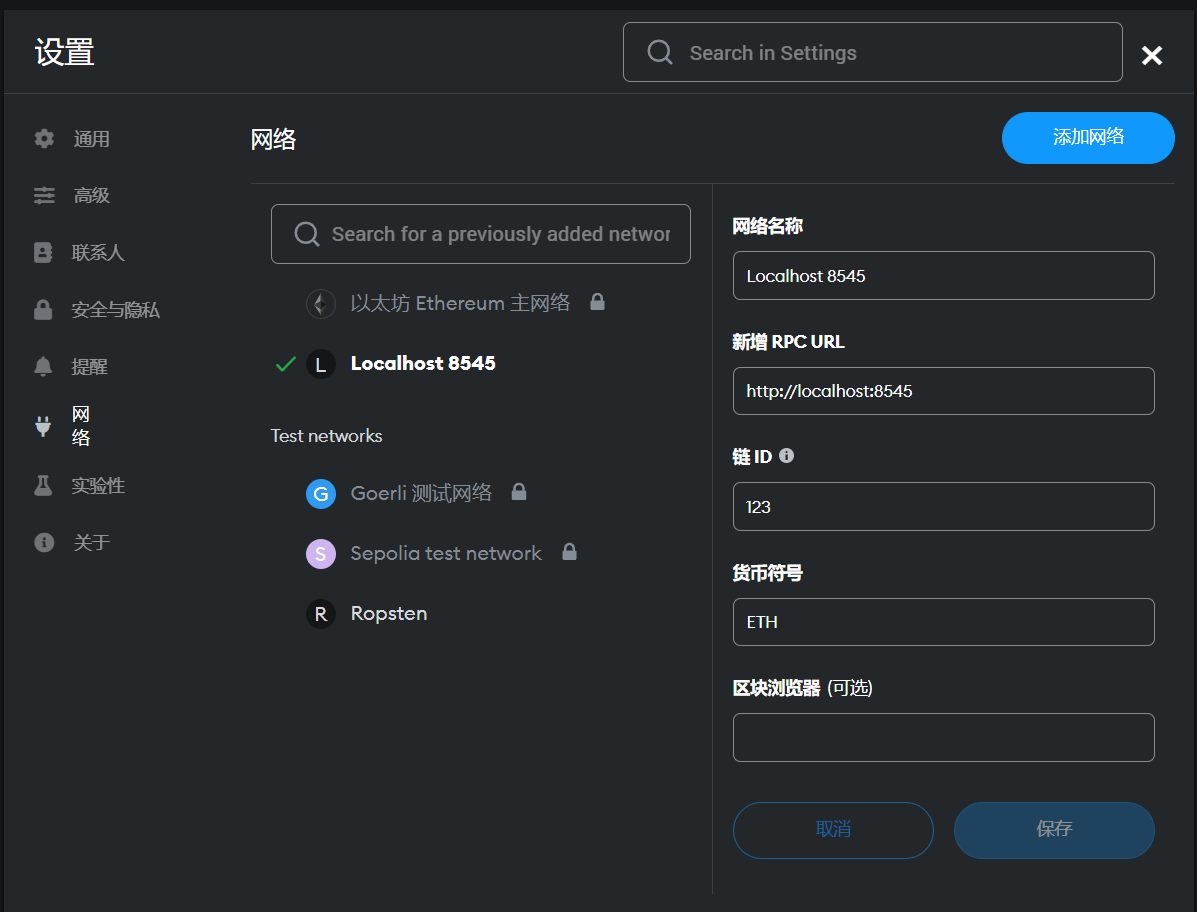 设置
Search in Settings
通用
高级
联系人
安全与隐私
提醒
网
络
实验性
关于
网络
添加网络
Search for a previously added networ
以太坊 Ethereum 主网络
L
Localhost 8545
Test networks
G
Goerli 测试网络
S
Sepolia test network
R
Ropsten
网络名称
Localhost 8545
新增 RPC URL
http://localhost:8545
链 ID
123
货币符号
ETH
区块浏览器 (可选)
取消
保存